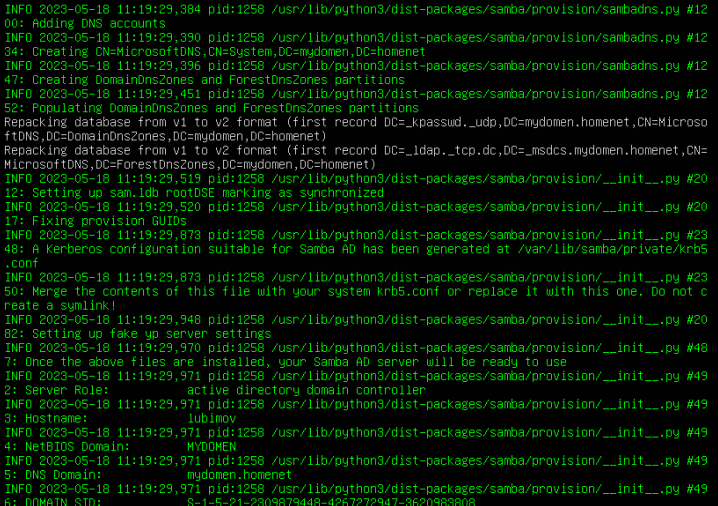 INFO 2023-05-18 11:19:29,384 pid:1258 /usr/lib/python3/dist-packages/samba/provision/sambadns.py #12
00: Adding DNS accounts
INFO 2023-05-18 11:19:29,390 pid:1258 /usr/lib/python3/dist-packages/samba/provision/sambadns.py #12
34: Creating CN=MicrosoftDNS,CN=System,DC=mydomen,DC=homenet
INFO 2023-05-18 11:19:29,396 pid:1258 /usr/lib/python3/dist-packages/samba/provision/sambadns.py #12
47: Creating DomainDnsZones and ForestDnsZones partitions
INFO 2023-05-18 11:19:29,451 pid:1258 /usr/lib/python3/dist-packages/samba/provision/sambadns.py #12
52: Populating DomainDnsZones and ForestDnsZones partitions
Repacking database from v1 to v2 format (first record DC=_kpasswd._udp,DC=mydomen.homenet,CN=Microso
ftDNS,DC=DomainDnsZones,DC=mydomen,DC=homenet)
Repacking database from v1 to v2 format (first record DC=_ldap._tcp.dc,DC=_msdcs.mydomen.homenet,CN=
MicrosoftDNS,DC=ForestDnsZones,DC=mydomen,DC=homenet)
INFO 2023-05-18 11:19:29,519 pid:1258 /usr/lib/python3/dist-packages/samba/provision/__init__.py #20
12: Setting up sam.ldb rootDSE marking as synchronized
INFO 2023-05-18 11:19:29,520 pid:1258 /usr/lib/python3/dist-packages/samba/provision/__init__.py #20
17: Fixing provision GUIDs
INFO 2023-05-18 11:19:29,873 pid:1258 /usr/lib/python3/dist-packages/samba/provision/__init__.py #23
48: A Kerberos configuration suitable for Samba AD has been generated at /var/lib/samba/private/krb5
.conf
INFO 2023-05-18 11:19:29,873 pid:1258 /usr/lib/python3/dist-packages/samba/provision/__init__.py #23
50: Merge the contents of this file with your system krb5.conf or replace it with this one. Do not c
reate a symlink!
INFO 2023-05-18 11:19:29,948 pid:1258 /usr/lib/python3/dist-packages/samba/provision/__init__.py #20
82: Setting up fake yp server settings
INFO 2023-05-18 11:19:29,970 pid:1258 /usr/lib/python3/dist-packages/samba/provision/__init__.py #48
7: Once the above files are installed, your Samba AD server will be ready to use
INFO 2023-05-18 11:19:29,971 pid:1258 /usr/lib/python3/dist-packages/samba/provision/__init__.py #49
2: Server Role:           active directory domain controller
INFO 2023-05-18 11:19:29,971 pid:1258 /usr/lib/python3/dist-packages/samba/provision/__init__.py #49
3: Hostname:              lubimov
INFO 2023-05-18 11:19:29,971 pid:1258 /usr/lib/python3/dist-packages/samba/provision/__init__.py #49
4: NetBIOS Domain:        MYDOMEN
INFO 2023-05-18 11:19:29,971 pid:1258 /usr/lib/python3/dist-packages/samba/provision/__init__.py #49
5: DNS Domain:            mydomen.homenet
INFO 2023-05-18 11:19:29,971 pid:1258 /usr/lib/python3/dist-packages/samba/provision/__init__.py #49
6: DOMAIN SID:            S-1-5-21-2309879448-4267272947-3620983808